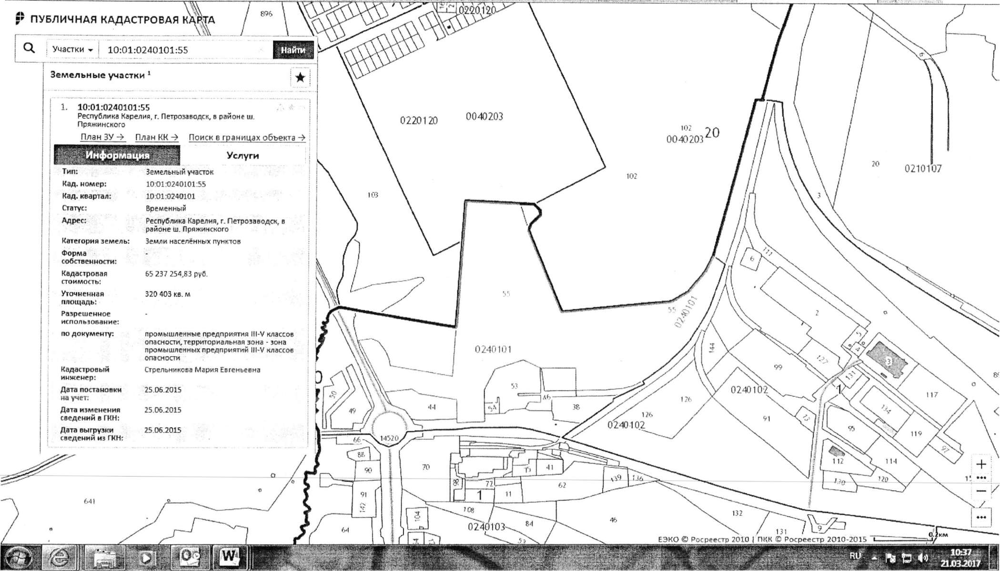 ПУБЛИЧНАЯ КАДАСТРОВАЯ КАРТА
Участки
10:01:0240101:55
Найти
Земельные участки 1
1. 10:01:0240101:55
Республика Карелия, г. Петрозаводск, в районе ш.
Пряжинского
План ЗУ →
План КК →
Поиск в границах объекта →
Информация
Услуги
Тип: Земельный участок
Кад. номер: 10:01:0240101:55
Кад. квартал: 10:01:0240101
Статус: Временный
Адрес: Республика Карелия, г. Петрозаводск, в
районе ш. Пряжинского
Категория земель: Земли населённых пунктов
Форма
собственности: -
Кадастровая
стоимость: 65 237 254,83 руб.
Уточненная
площадь: 320 403 кв. м
Разрешенное
использование: -
по документу: промышленные предприятия III-V классов
опасности, территориальная зона - зона
промышленных предприятий III-V классов
опасности
Кадастровый
инженер: Стрельникова Мария Евгеньевна
Дата постановки
на учет: 25.06.2015
Дата изменения
сведений в ГКН: 25.06.2015
Дата выгрузки
сведений из ГКН: 25.06.2015
896
0220120
0220120
0040203
102
0040203
20
102
103
20
0210107
3
6
111
6
55
55
0240101
0240101
2
5
4
3
144
127
99
131
1
0240102
117
53
46
54
38
44
50
49
126
126
0240102
91
13
134
95
119
97
14520
66
88
90
91
142
70
98
72
1
11
41
62
139
136
112
114
130
120
641
64
104
108
0240103
84
53
46
132
131
9
ЕЭКО © Росреестр 2010 | ПКК © Росреестр 2010-2015
0.2км
RU
10:37
21.03.2017